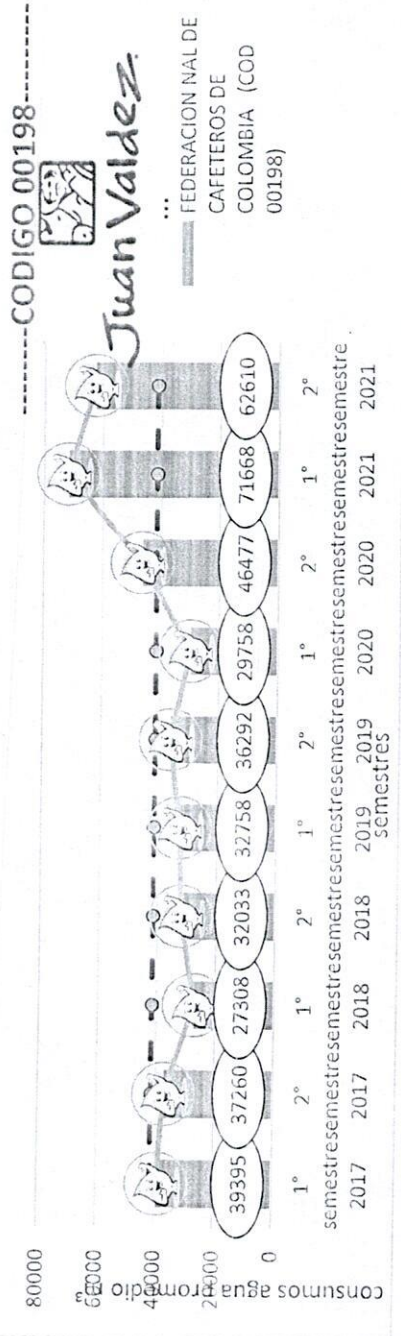 -------CODIGO 00198---------
Juan Valdez.
...
FEDERACION NAL DE
CAFETEROS DE
COLOMBIA (COD
00198)
consumos agua promedio m3
80000
60000
40000
20000
0
39395 37260 27308 32033 32758 36292 29758 46477 71668 62610
1° 2° 1° 2° 1° 2° 1° 2° 1° 2°
semestresemestresemestresemestresemestresemestresemestresemestresemestresemestre
2017 2017 2018 2018 2019 2019 2020 2020 2021 2021
semestres